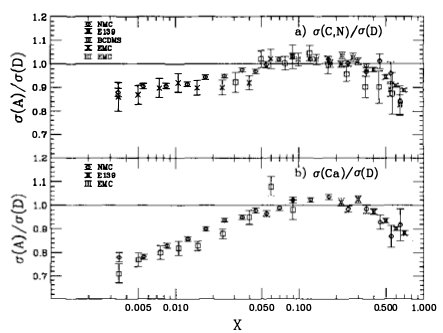 1.2
NMC
E139
BCDMS
EMC
EMC
a) σ(C,N)/σ(D)
1.1
1.0
0.9
0.8
σ(A)/σ(D)
1.2
NMC
E139
EMC
b) σ(Ca)/σ(D)
1.1
1.0
0.9
0.8
0.7
0.6
σ(A)/σ(D)
0.005 0.010 0.050 0.100 0.500 1.000
X